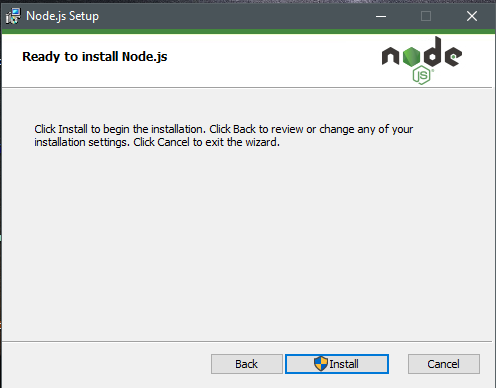 Node.js Setup
Ready to install Node.js
node
JS
Click Install to begin the installation. Click Back to review or change any of your
installation settings. Click Cancel to exit the wizard.
Back
Install
Cancel